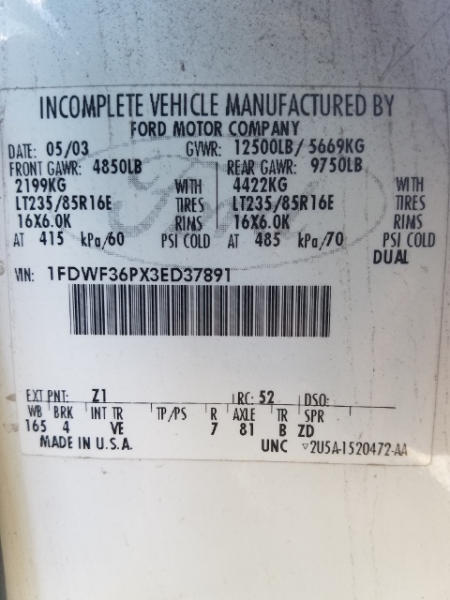 INCOMPLETE VEHICLE MANUFACTURED BY
FORD MOTOR COMPANY
DATE: 05/03 GVWR: 12500LB/ 5669KG
FRONT GAWR: 4850LB REAR GAWR: 9750LB
2199KG WITH 4422KG WITH
LT235/85R16E TIRES LT235/85R16E TIRES
16X6.0K RIMS 16X6.0K RIMS
AT 415 kPa/60 PSI COLD AT 485 kPa/70 PSI COLD
DUAL
VIN: 1FDWF36PX3ED37891
EXT PNT: Z1 RC: 52 DSO:
WB BRK INT TR TP/PS R AXLE TR SPR
165 4 VE 7 81 B ZD
MADE IN U.S.A. UNC ▽2U5A-1520472-AA
Ford